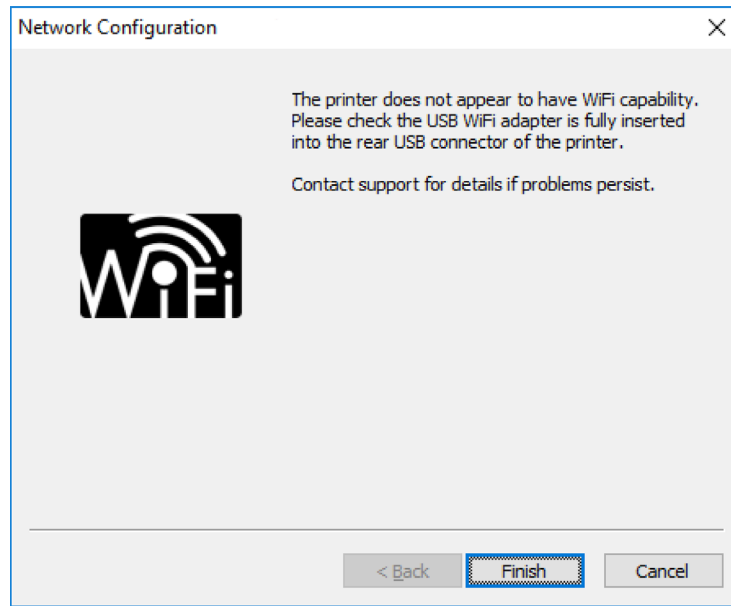 Network Configuration
The printer does not appear to have WiFi capability.
Please check the USB WiFi adapter is fully inserted
into the rear USB connector of the printer.
Contact support for details if problems persist.
WiFi
< Back
Finish
Cancel